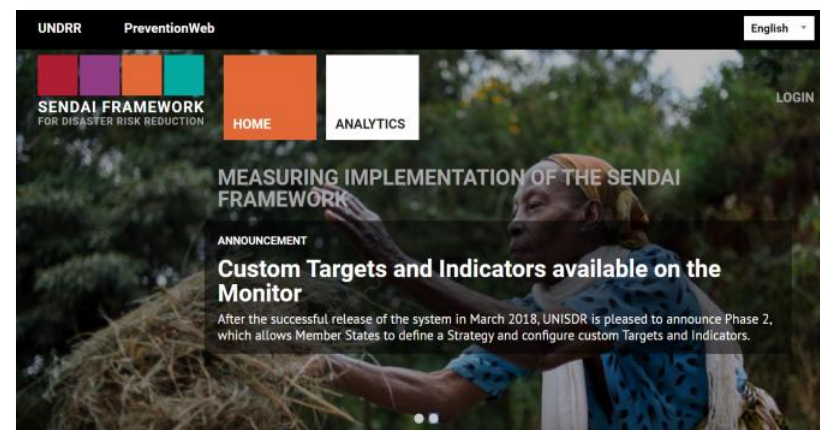 UNDRR PreventionWeb English
SENDAI FRAMEWORK
FOR DISASTER RISK REDUCTION
HOME
ANALYTICS
LOGIN
MEASURING IMPLEMENTATION OF THE SENDAI
FRAMEWORK
ANNOUNCEMENT
Custom Targets and Indicators available on the
Monitor
After the successful release of the system in March 2018, UNISDR is pleased to announce Phase 2,
which allows Member States to define a Strategy and configure custom Targets and Indicators.